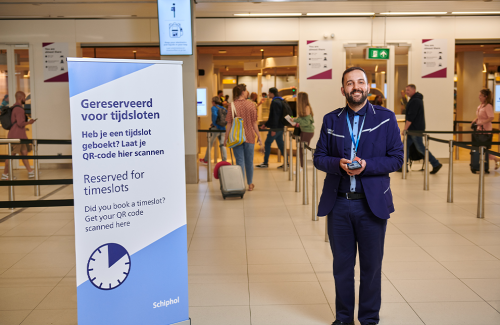 Gereserveerd
voor tijdsloten
Heb je een tijdslot
geboekt? Laat je
QR-code hier scannen
Reserved for
timeslots
Did you book a timeslot?
Get your QR code
scanned here
Schiphol